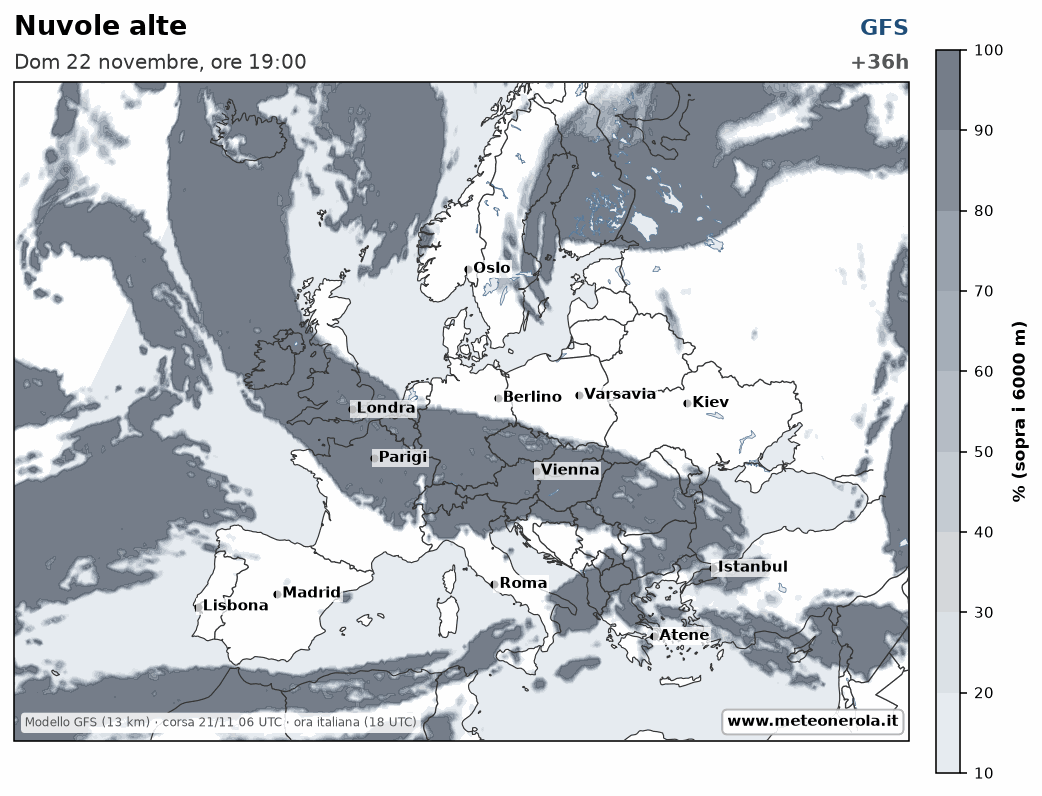 Nuvole alte
GFS
Dom 22 novembre, ore 19:00
+36h
100
90
80
70
60
50
40
30
20
10
% (sopra i 6000 m)
Oslo
Berlino
Varsavia
Kiev
Londra
Parigi
Vienna
Istanbul
Roma
Madrid
Lisbona
Atene
Modello GFS (13 km) · corsa 21/11 06 UTC · ora italiana (18 UTC)
www.meteonerola.it